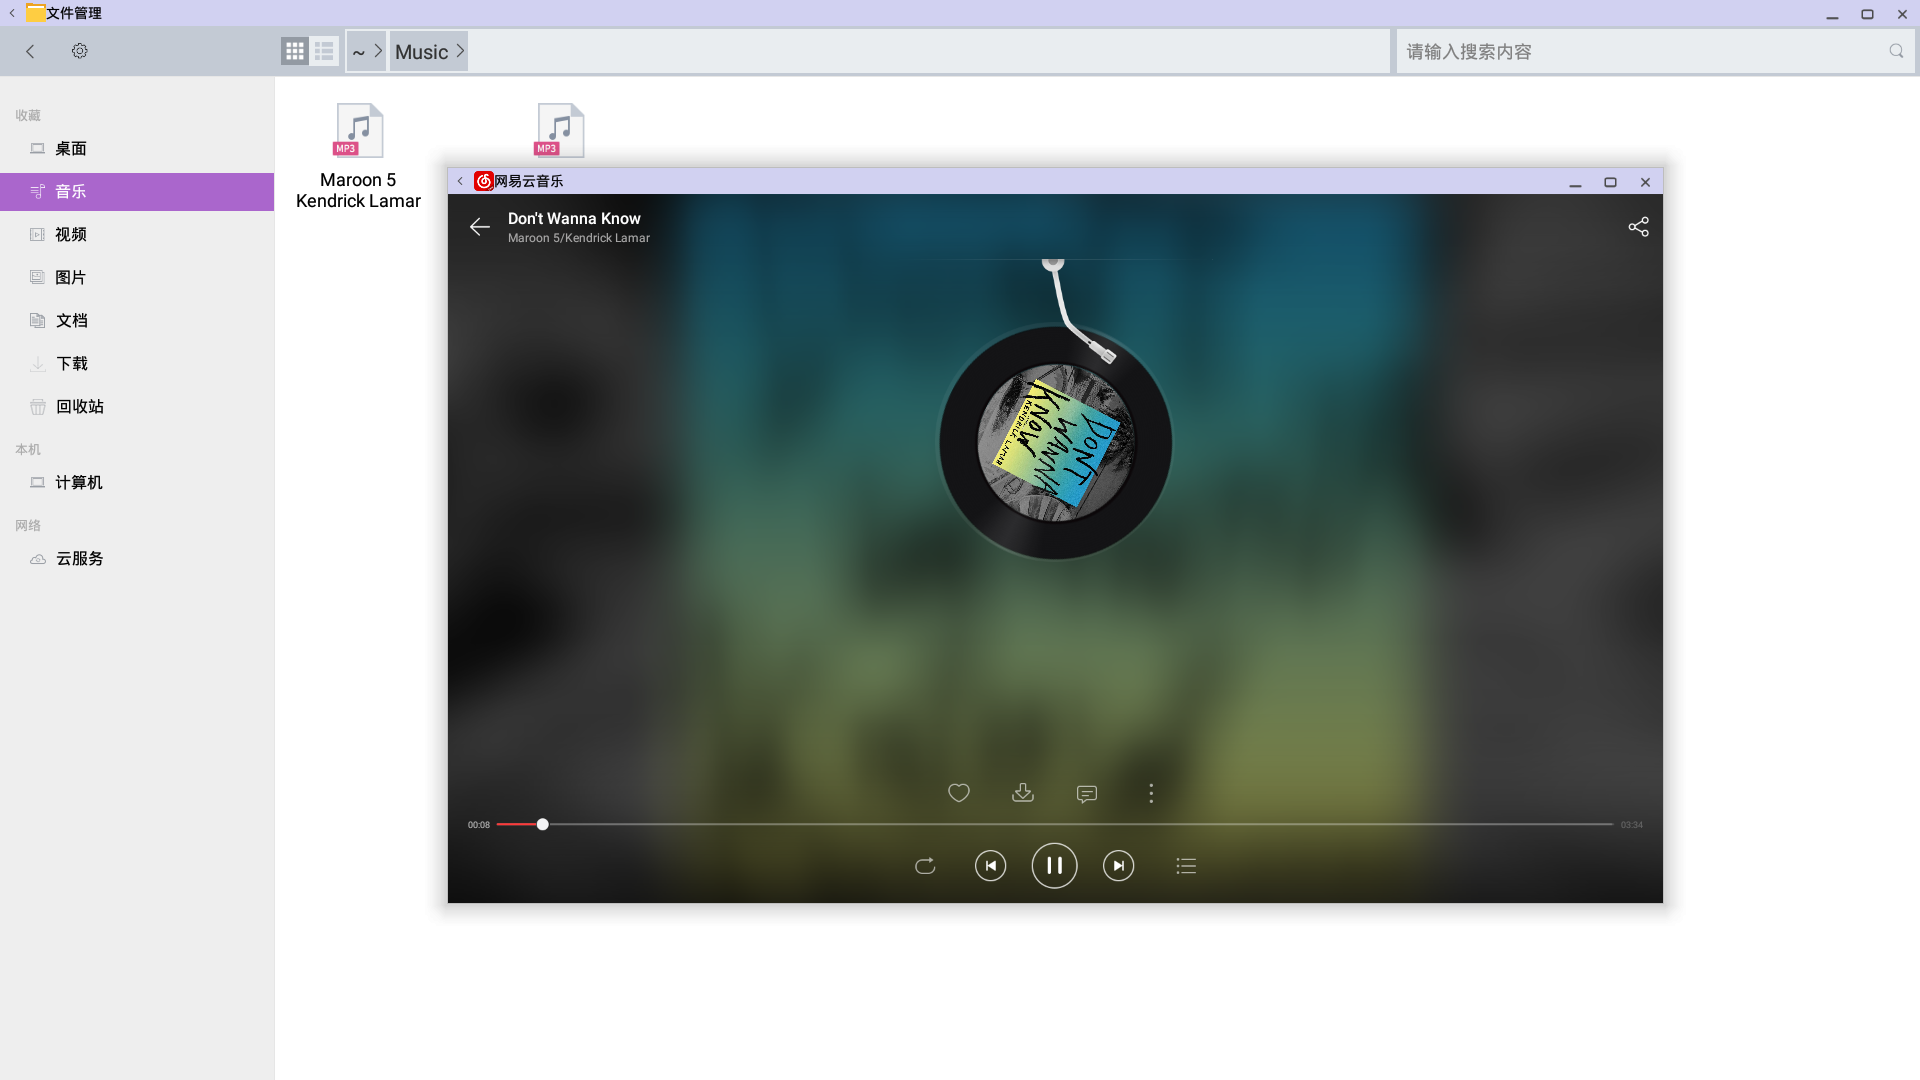 文件管理
~
Music
请输入搜索内容
收藏
桌面
音乐
视频
图片
文档
下载
回收站
本机
计算机
网络
云服务
MP3
Maroon 5
Kendrick Lamar
MP3
网易云音乐
Don't Wanna Know
Maroon 5/Kendrick Lamar
DON'T
WANNA
KNOW
KENDRICK LAMAR
00:08
03:34